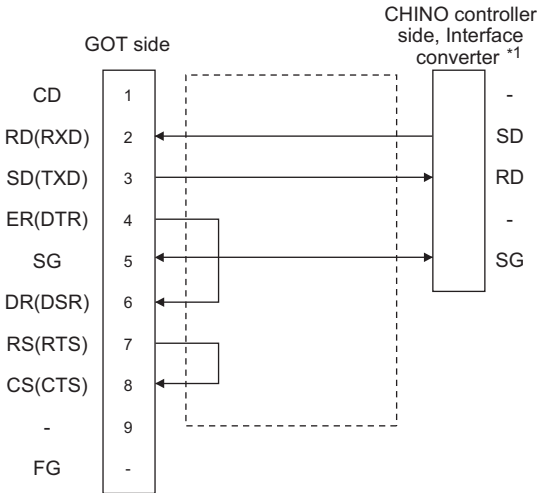 CHINO controller
side, Interface
converter *1
GOT side
CD 1 -
RD(RXD) 2 SD
SD(TXD) 3 RD
ER(DTR) 4 -
SG 5 SG
DR(DSR) 6
RS(RTS) 7
CS(CTS) 8
- 9
FG -